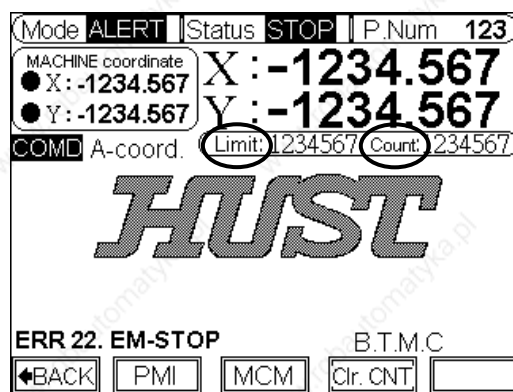 Mode ALERT Status STOP P.Num 123
MACHINE coordinate
X:-1234.567
Y:-1234.567
X:-1234.567
Y:-1234.567
COMD A-coord. Limit: 1234567 Count: 1234567
HUST
ERR 22. EM-STOP B.T.M.C
BACK PMI MCM Clr. CNT